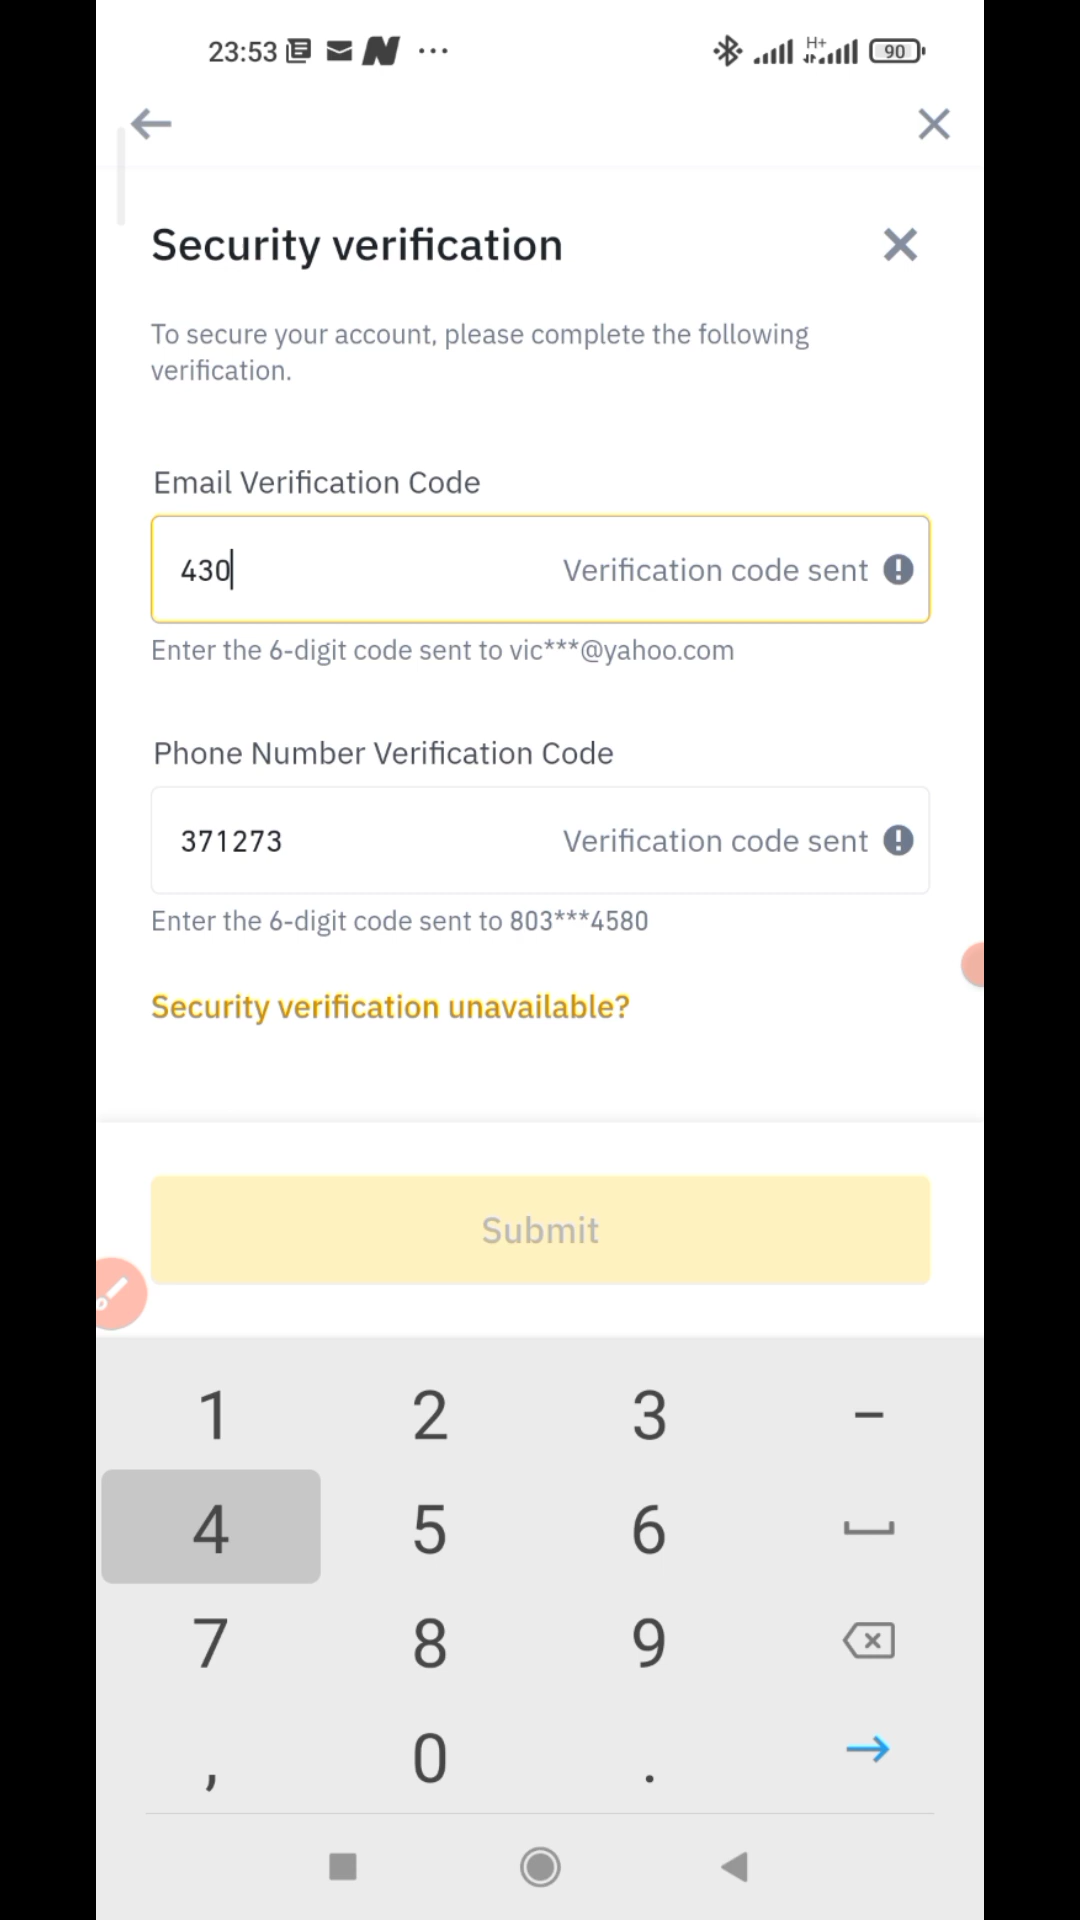 23:53 ... H+ 90
Security verification
To secure your account, please complete the following
verification.
Email Verification Code
430 Verification code sent
Enter the 6-digit code sent to vic***@yahoo.com
Phone Number Verification Code
371273 Verification code sent
Enter the 6-digit code sent to 803***4580
Security verification unavailable?
Submit
1 2 3 -
4 5 6
7 8 9
, 0 .